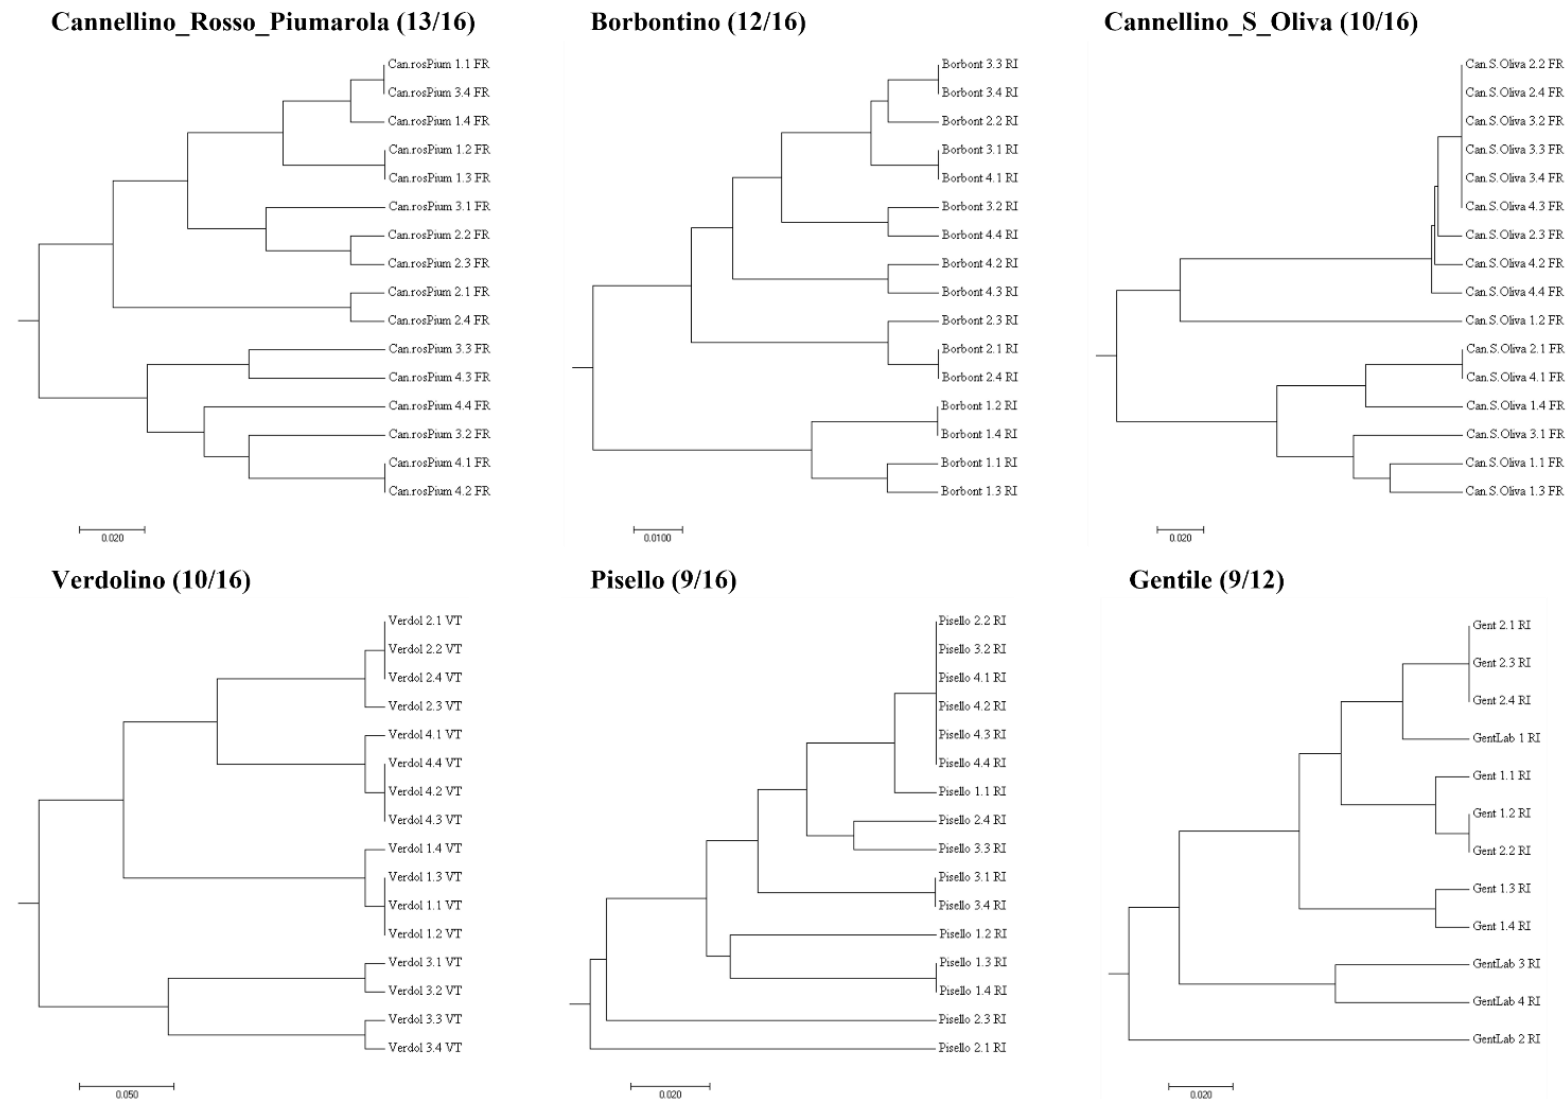 Cannellino_Rosso_Piumarola (13/16)
Can.rosPium 1.1 FR
Can.rosPium 3.4 FR
Can.rosPium 1.4 FR
Can.rosPium 1.2 FR
Can.rosPium 1.3 FR
Can.rosPium 3.1 FR
Can.rosPium 2.2 FR
Can.rosPium 2.3 FR
Can.rosPium 2.1 FR
Can.rosPium 2.4 FR
Can.rosPium 3.3 FR
Can.rosPium 4.3 FR
Can.rosPium 4.4 FR
Can.rosPium 3.2 FR
Can.rosPium 4.1 FR
Can.rosPium 4.2 FR
0.020
Borbontino (12/16)
Borbont 3.3 RI
Borbont 3.4 RI
Borbont 2.2 RI
Borbont 3.1 RI
Borbont 4.1 RI
Borbont 3.2 RI
Borbont 4.4 RI
Borbont 4.2 RI
Borbont 4.3 RI
Borbont 2.3 RI
Borbont 2.1 RI
Borbont 2.4 RI
Borbont 1.2 RI
Borbont 1.4 RI
Borbont 1.1 RI
Borbont 1.3 RI
0.0100
Cannellino_S_Oliva (10/16)
Can.S.Oliva 2.2 FR
Can.S.Oliva 2.4 FR
Can.S.Oliva 3.2 FR
Can.S.Oliva 3.3 FR
Can.S.Oliva 3.4 FR
Can.S.Oliva 4.3 FR
Can.S.Oliva 2.3 FR
Can.S.Oliva 4.2 FR
Can.S.Oliva 4.4 FR
Can.S.Oliva 1.2 FR
Can.S.Oliva 2.1 FR
Can.S.Oliva 4.1 FR
Can.S.Oliva 1.4 FR
Can.S.Oliva 3.1 FR
Can.S.Oliva 1.1 FR
Can.S.Oliva 1.3 FR
0.020
Verdolino (10/16)
Verdol 2.1 VT
Verdol 2.2 VT
Verdol 2.4 VT
Verdol 2.3 VT
Verdol 4.1 VT
Verdol 4.4 VT
Verdol 4.2 VT
Verdol 4.3 VT
Verdol 1.4 VT
Verdol 1.3 VT
Verdol 1.1 VT
Verdol 1.2 VT
Verdol 3.1 VT
Verdol 3.2 VT
Verdol 3.3 VT
Verdol 3.4 VT
0.050
Pisello (9/16)
Pisello 2.2 RI
Pisello 3.2 RI
Pisello 4.1 RI
Pisello 4.2 RI
Pisello 4.3 RI
Pisello 4.4 RI
Pisello 1.1 RI
Pisello 2.4 RI
Pisello 3.3 RI
Pisello 3.1 RI
Pisello 3.4 RI
Pisello 1.2 RI
Pisello 1.3 RI
Pisello 1.4 RI
Pisello 2.3 RI
Pisello 2.1 RI
0.020
Gentile (9/12)
Gent 2.1 RI
Gent 2.3 RI
Gent 2.4 RI
GentLab 1 RI
Gent 1.1 RI
Gent 1.2 RI
Gent 2.2 RI
Gent 1.3 RI
Gent 1.4 RI
GentLab 3 RI
GentLab 4 RI
GentLab 2 RI
0.020